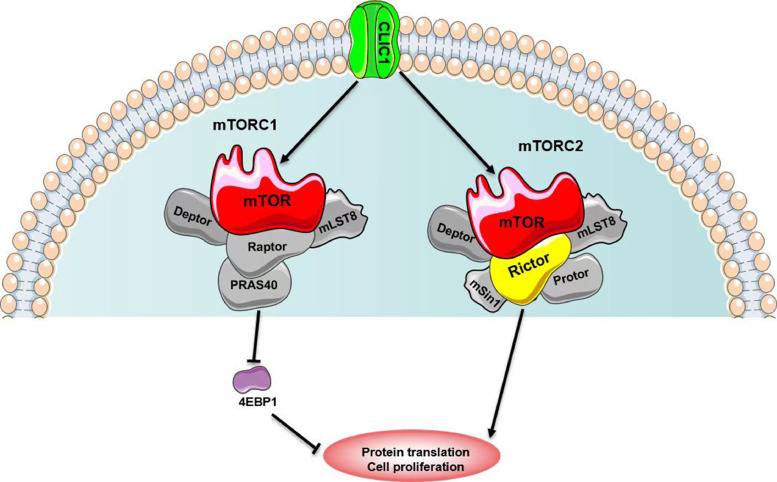 CLIC1
mTORC1
mTORC2
mTOR
Deptor
mLST8
Raptor
PRAS40
mTOR
Deptor
mLST8
Rictor
mSin1
Protor
4EBP1
Protein translation
Cell proliferation